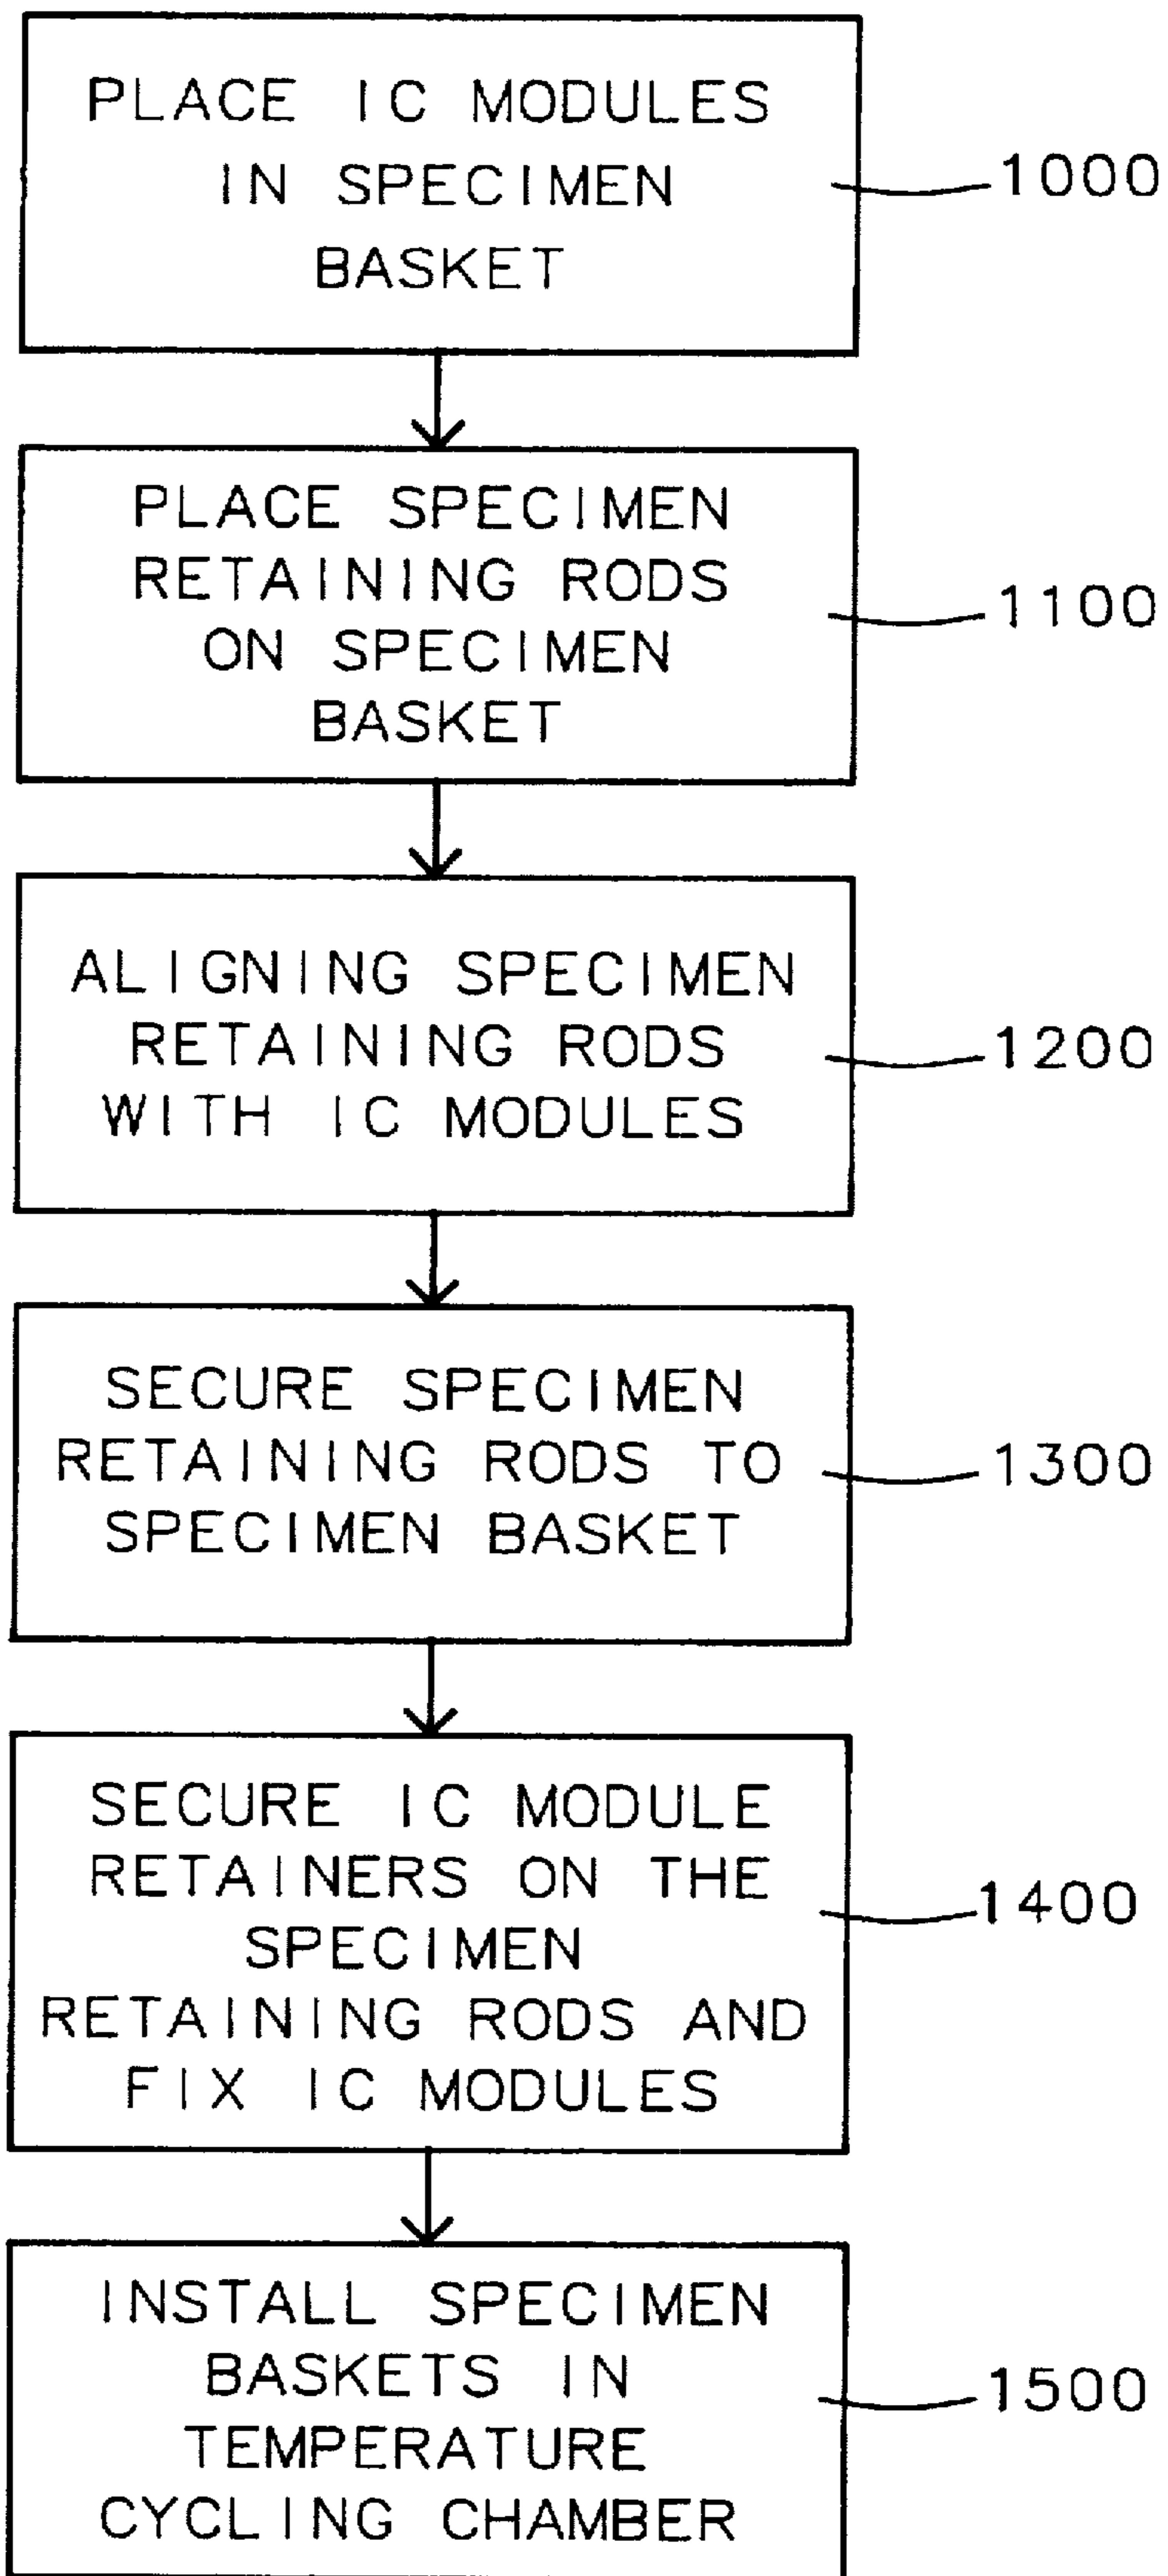 PLACE IC MODULES
IN SPECIMEN
BASKET
1000
PLACE SPECIMEN
RETAINING RODS
ON SPECIMEN
BASKET
1100
ALIGNING SPECIMEN
RETAINING RODS
WITH IC MODULES
1200
SECURE SPECIMEN
RETAINING RODS TO
SPECIMEN BASKET
1300
SECURE IC MODULE
RETAINERS ON THE
SPECIMEN
RETAINING RODS AND
FIX IC MODULES
1400
INSTALL SPECIMEN
BASKETS IN
TEMPERATURE
CYCLING CHAMBER
1500